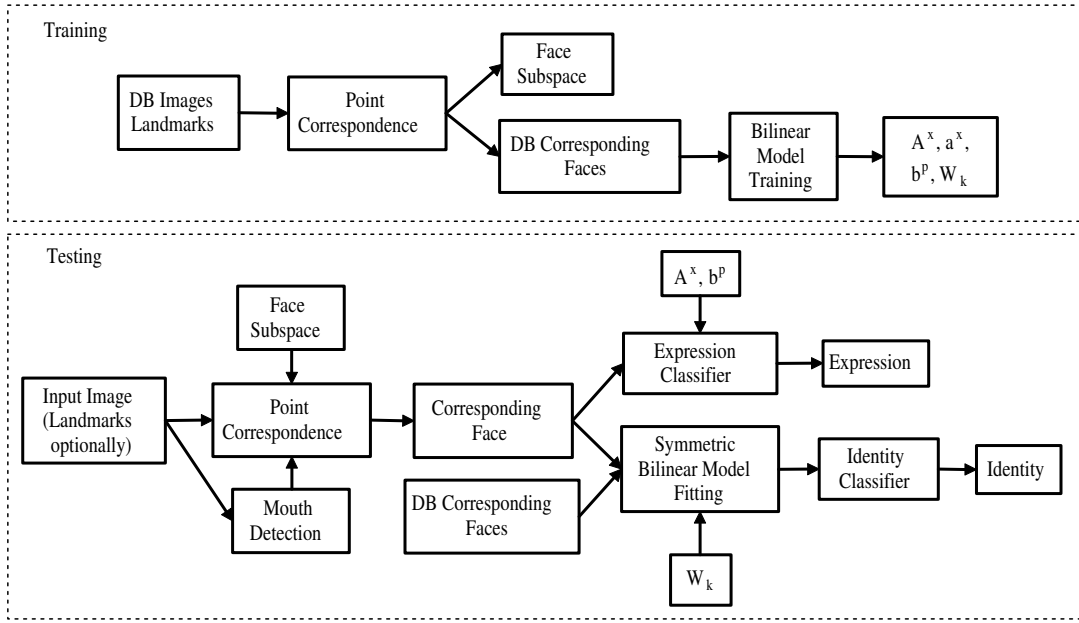 Training
DB Images
Landmarks
Point
Correspondence
Face
Subspace
DB Corresponding
Faces
Bilinear
Model
Training
A^x, a^x,
b^p, W_k
Testing
Input Image
(Landmarks
optionally)
Face
Subspace
Point
Correspondence
Mouth
Detection
Corresponding
Face
DB Corresponding
Faces
A^x, b^p
Expression
Classifier
Expression
Symmetric
Bilinear Model
Fitting
W_k
Identity
Classifier
Identity